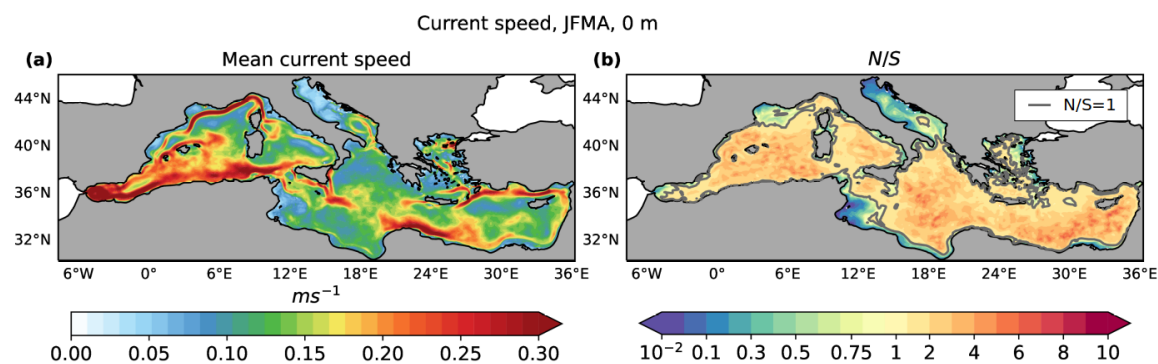 Current speed, JFMA, 0 m
(a) Mean current speed
(b) N/S
44°N
40°N
36°N
32°N
6°W 0° 6°E 12°E 18°E 24°E 30°E 36°E
44°N
40°N
36°N
32°N
6°W 0° 6°E 12°E 18°E 24°E 30°E 36°E
N/S=1
ms⁻¹
0.00 0.05 0.10 0.15 0.20 0.25 0.30
10⁻² 0.1 0.3 0.5 0.75 1 2 4 6 8 10